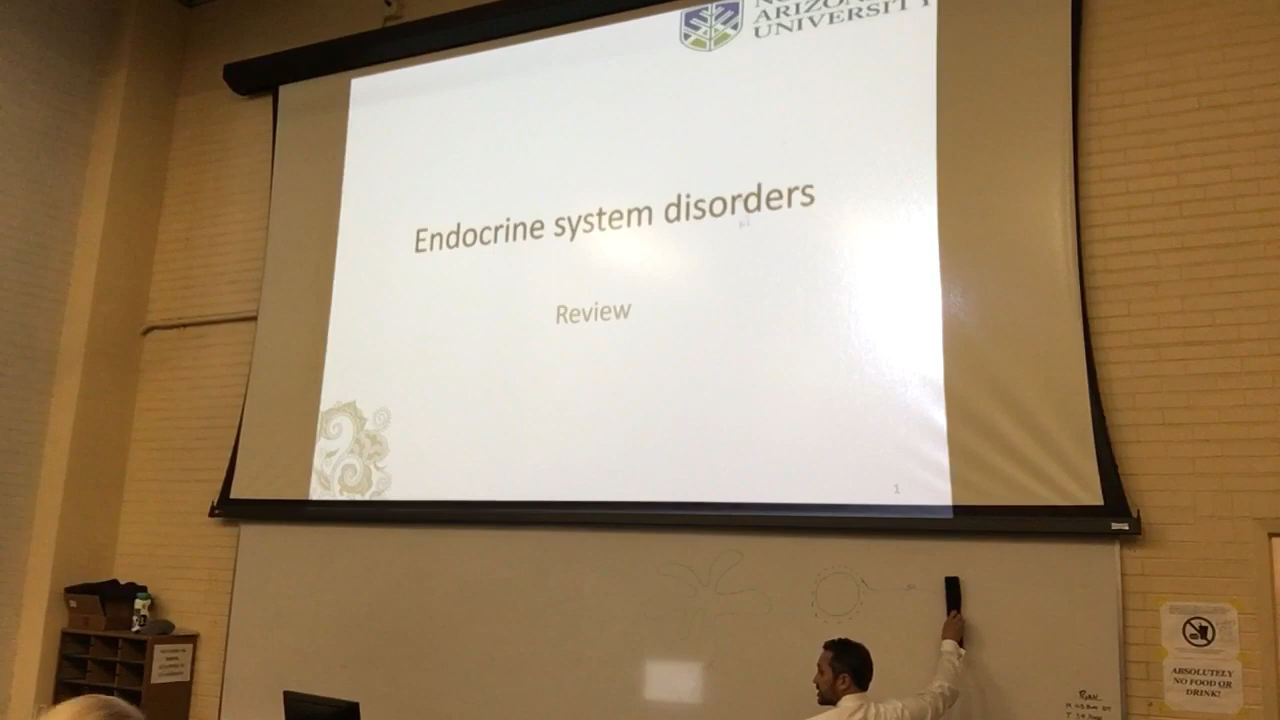 ARIZONA
UNIVERSITY
Endocrine system disorders
Review
1
ABSOLUTELY
NO FOOD OR
DRINK!